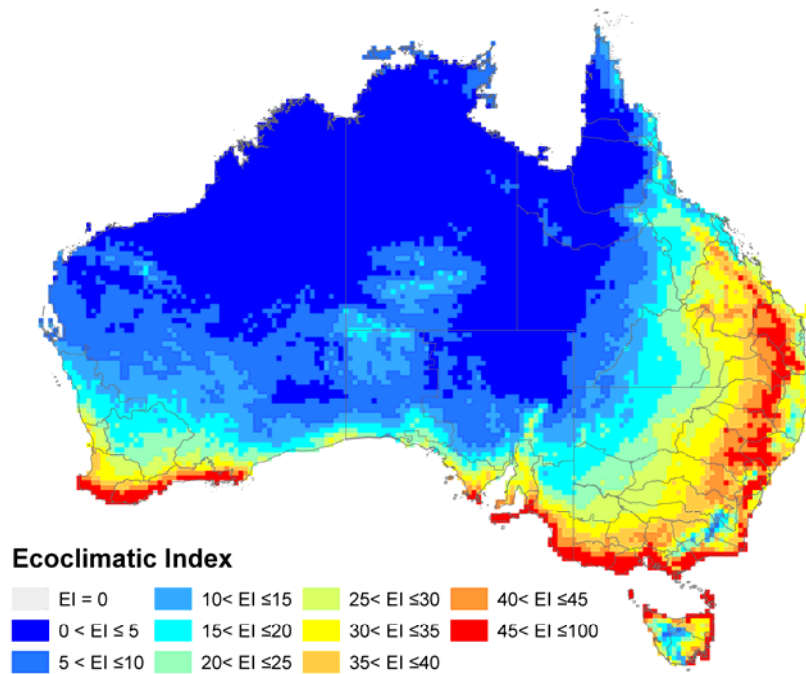 Ecoclimatic Index
EI = 0
10< EI ≤15
25< EI ≤30
40< EI ≤45
0 < EI ≤ 5
15< EI ≤20
30< EI ≤35
45< EI ≤100
5 < EI ≤10
20< EI ≤25
35< EI ≤40